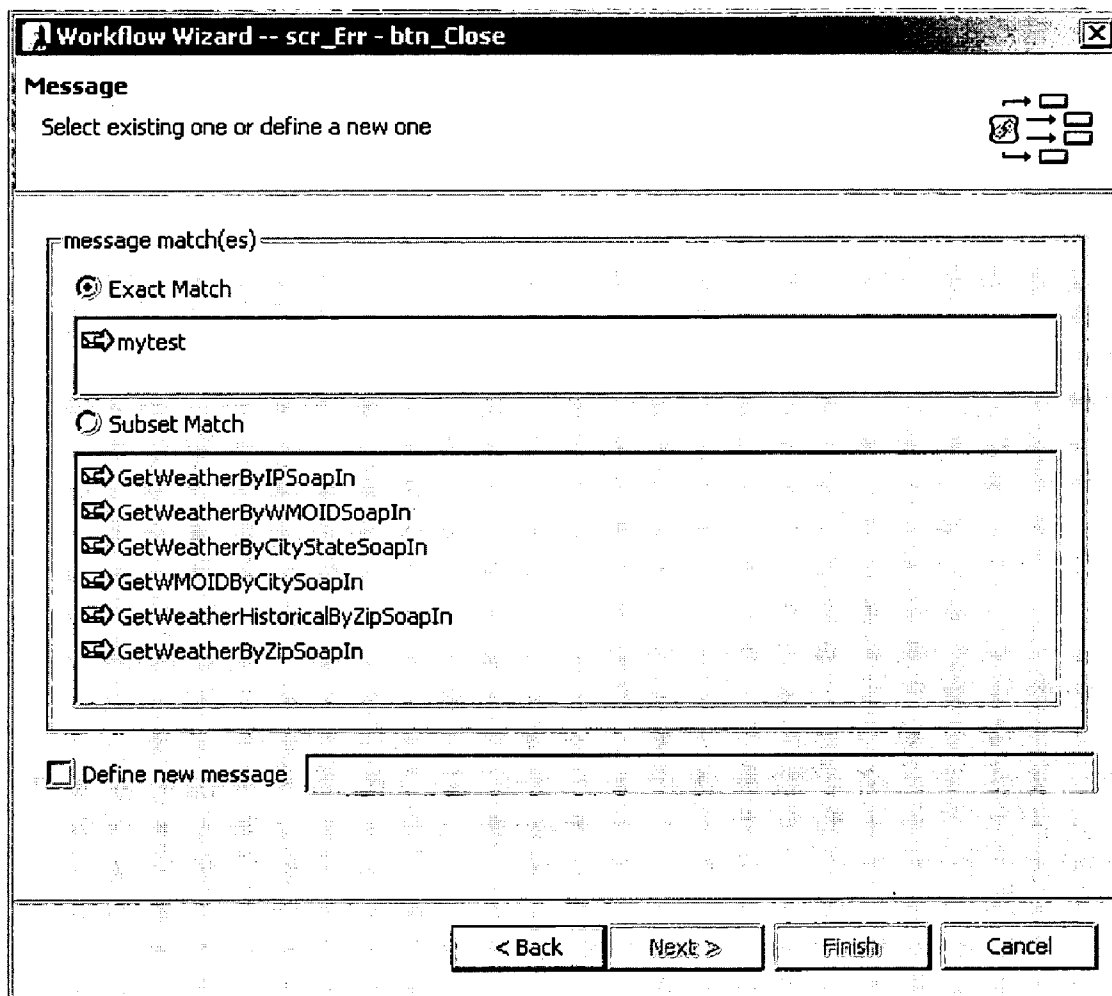 Workflow Wizard -- scr_Err - btn_Close
Message
Select existing one or define a new one
message match(es)
Exact Match
mytest
Subset Match
GetWeatherByIPSoapIn
GetWeatherByWMOIDSoapIn
GetWeatherByCityStateSoapIn
GetWMOIDByCitySoapIn
GetWeatherHistoricalByZipSoapIn
GetWeatherByZipSoapIn
Define new message
< Back Next > Finish Cancel